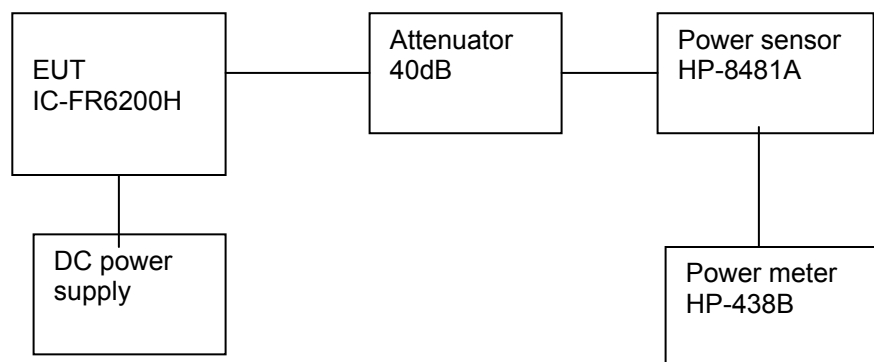 EUT
IC-FR6200H
Attenuator
40dB
Power sensor
HP-8481A
DC power
supply
Power meter
HP-438B